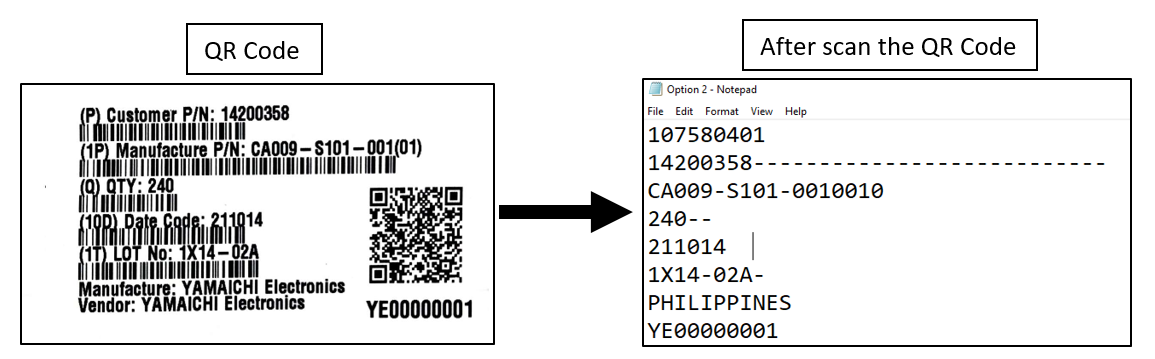 QR Code
(P) Customer P/N: 14200358
(1P) Manufacture P/N: CA009-S101-001(01)
(Q) QTY: 240
(10D) Date Code: 211014
(1T) LOT No: 1X14-02A
Manufacture: YAMAICHI Electronics
Vendor: YAMAICHI Electronics
YE00000001
After scan the QR Code
Option 2 - Notepad
File Edit Format View Help
107580401
14200358---------------------------
CA009-S101-0010010
240--
211014
1X14-02A-
PHILIPPINES
YE00000001